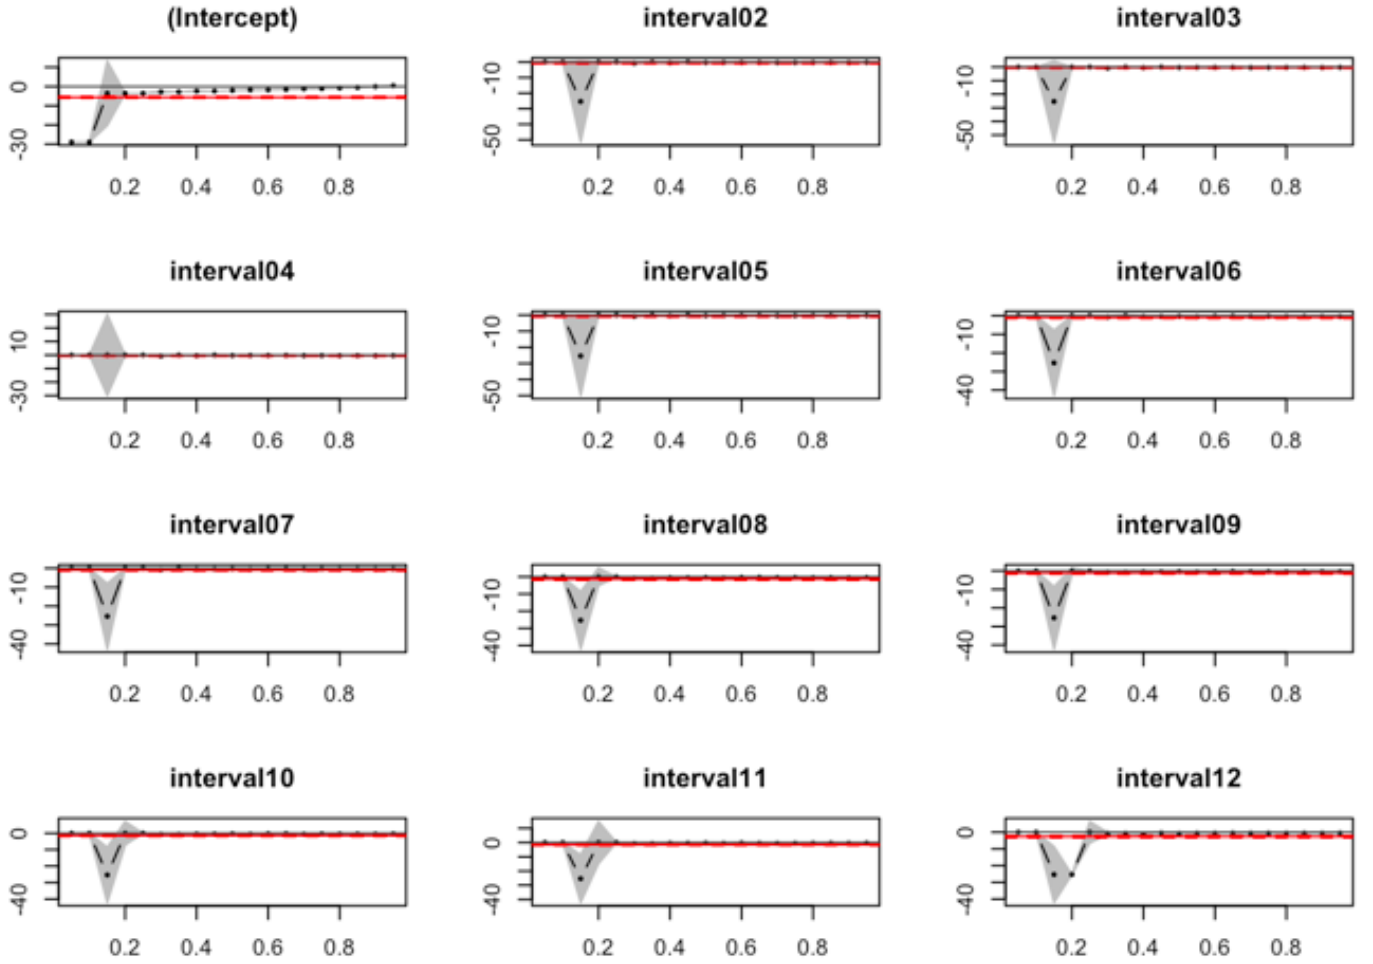 (Intercept) interval02 interval03
0 -30 -10 -50 -10 -50
0.2 0.4 0.6 0.8 0.2 0.4 0.6 0.8 0.2 0.4 0.6 0.8
interval04 interval05 interval06
10 -30 -10 -50 -10 -40
0.2 0.4 0.6 0.8 0.2 0.4 0.6 0.8 0.2 0.4 0.6 0.8
interval07 interval08 interval09
-10 -40 -10 -40 -10 -40
0.2 0.4 0.6 0.8 0.2 0.4 0.6 0.8 0.2 0.4 0.6 0.8
interval10 interval11 interval12
0 -40 0 -40 0 -40
0.2 0.4 0.6 0.8 0.2 0.4 0.6 0.8 0.2 0.4 0.6 0.8